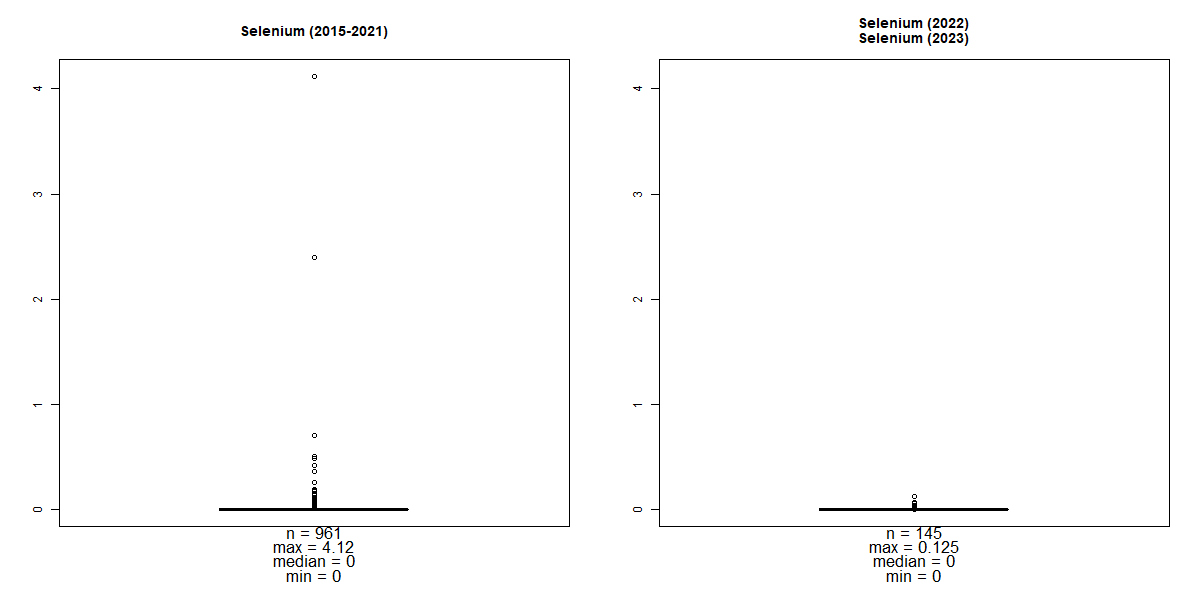 Selenium (2015-2021)
4
3
2
1
0
n = 961
max = 4.12
median = 0
min = 0
Selenium (2022)
Selenium (2023)
4
3
2
1
0
n = 145
max = 0.125
median = 0
min = 0